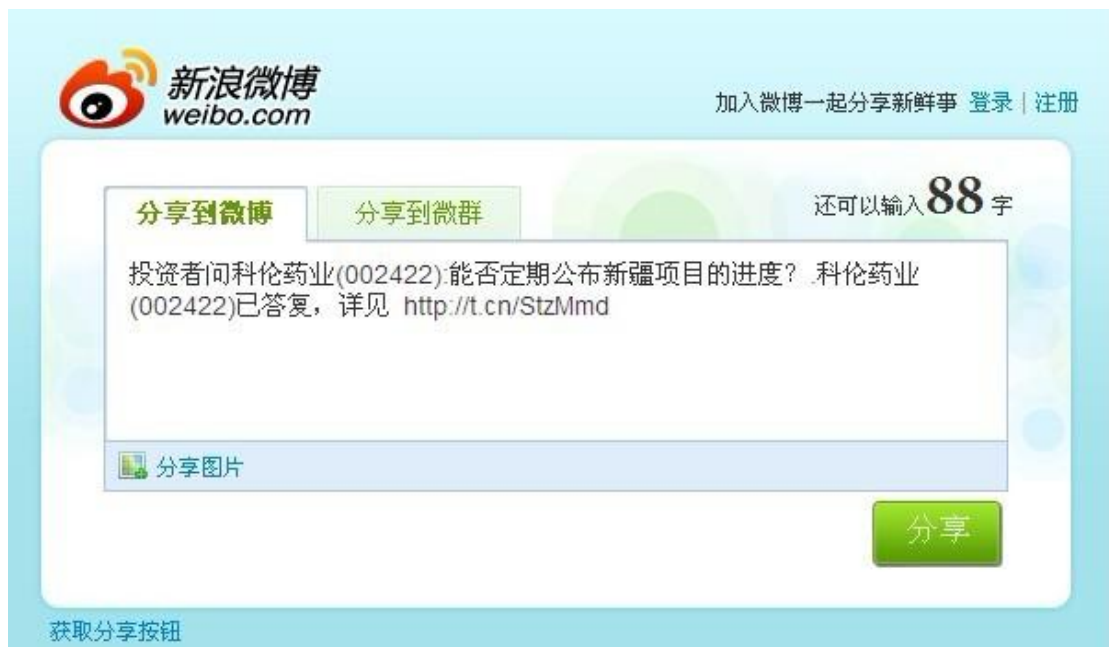 新浪微博
weibo.com
加入微博一起分享新鲜事 登录 | 注册
分享到微博
分享到微群
还可以输入88字
投资者问科伦药业(002422):能否定期公布新疆项目的进度? .科伦药业
(002422)已答复，详见 http://t.cn/StzMmd
分享图片
分享
获取分享按钮